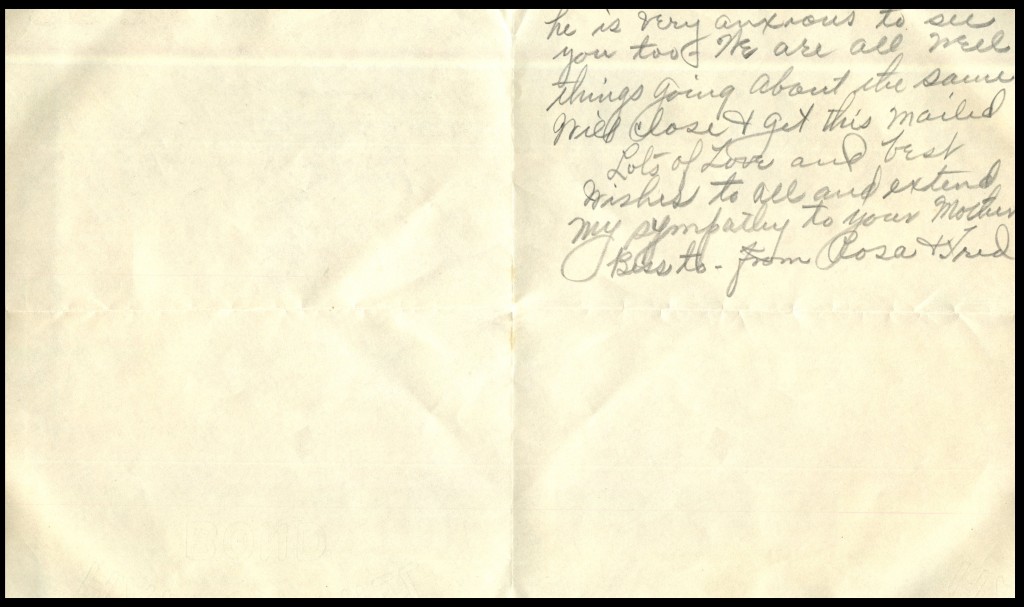 he is very anxious to see
you too - We are all well
things going about the same
Will close & get this mailed
Lots of Love and best
wishes to all and extend
my sympathy to your Mother
from Rosa & Fred
BOND